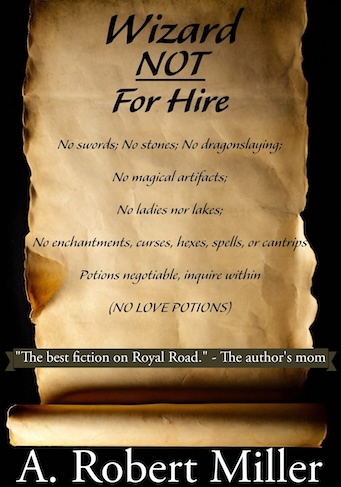 Wizard
NOT
For Hire
No swords; No stones; No dragonslaying;
No magical artifacts;
No ladies nor lakes;
No enchantments, curses, hexes, spells, or cantrips
Potions negotiable, inquire within
(NO LOVE POTIONS)
"The best fiction on Royal Road." - The author's mom
A. Robert Miller